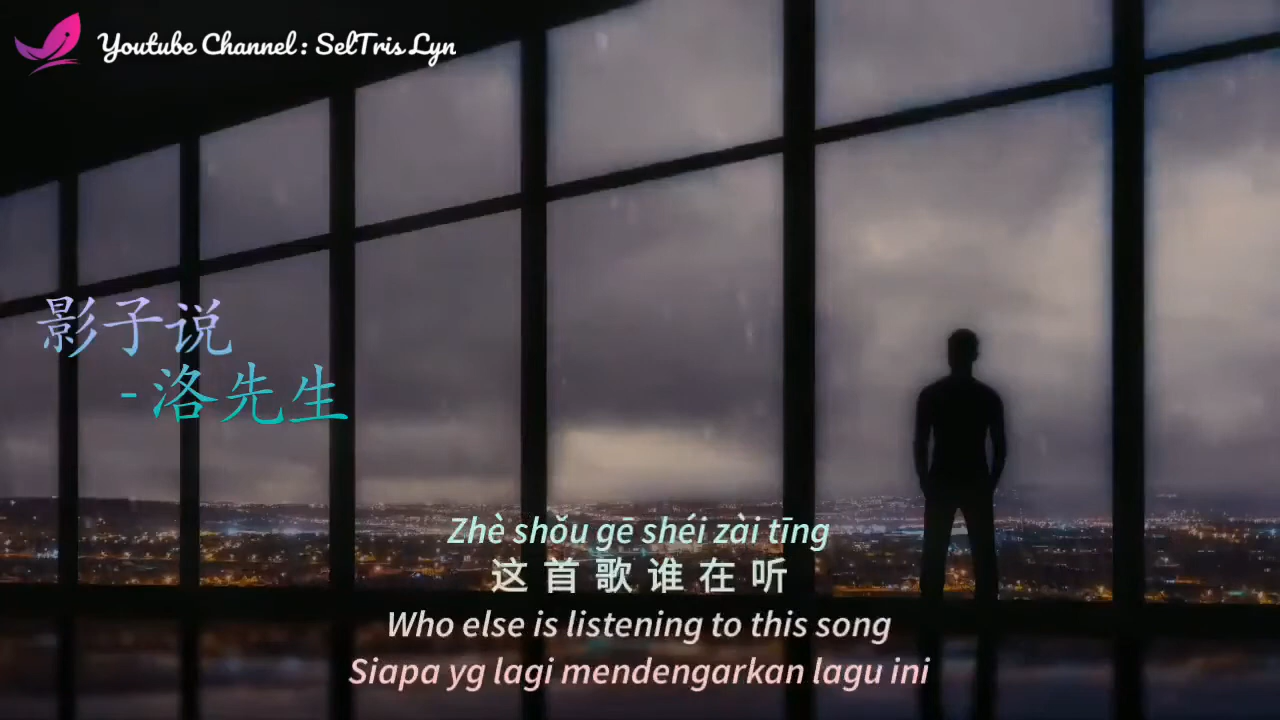 Youtube Channel : SelTris Lyn
影子说
-洛先生
Zhè shǒu gē shéi zài tīng
这首歌谁在听
Who else is listening to this song
Siapa yg lagi mendengarkan lagu ini